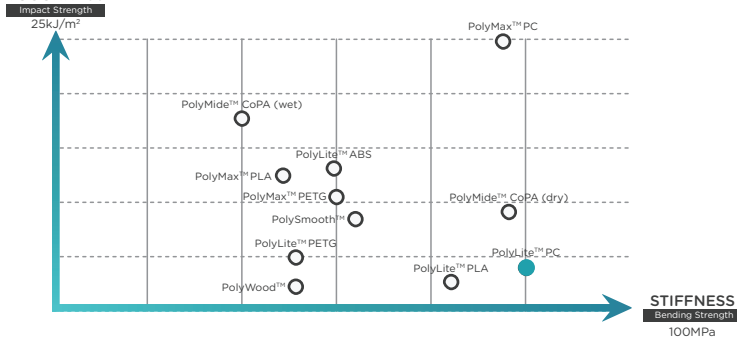 Impact Strength
25kJ/m²
PolyMax™ PC
PolyMide™ CoPA (wet)
PolyLite™ ABS
PolyMax™ PLA
PolyMax™ PETG
PolyMide™ CoPA (dry)
PolySmooth™
PolyLite™ PETG
PolyLite™ PC
PolyLite™ PLA
PolyWood™
STIFFNESS
Bending Strength
100MPa